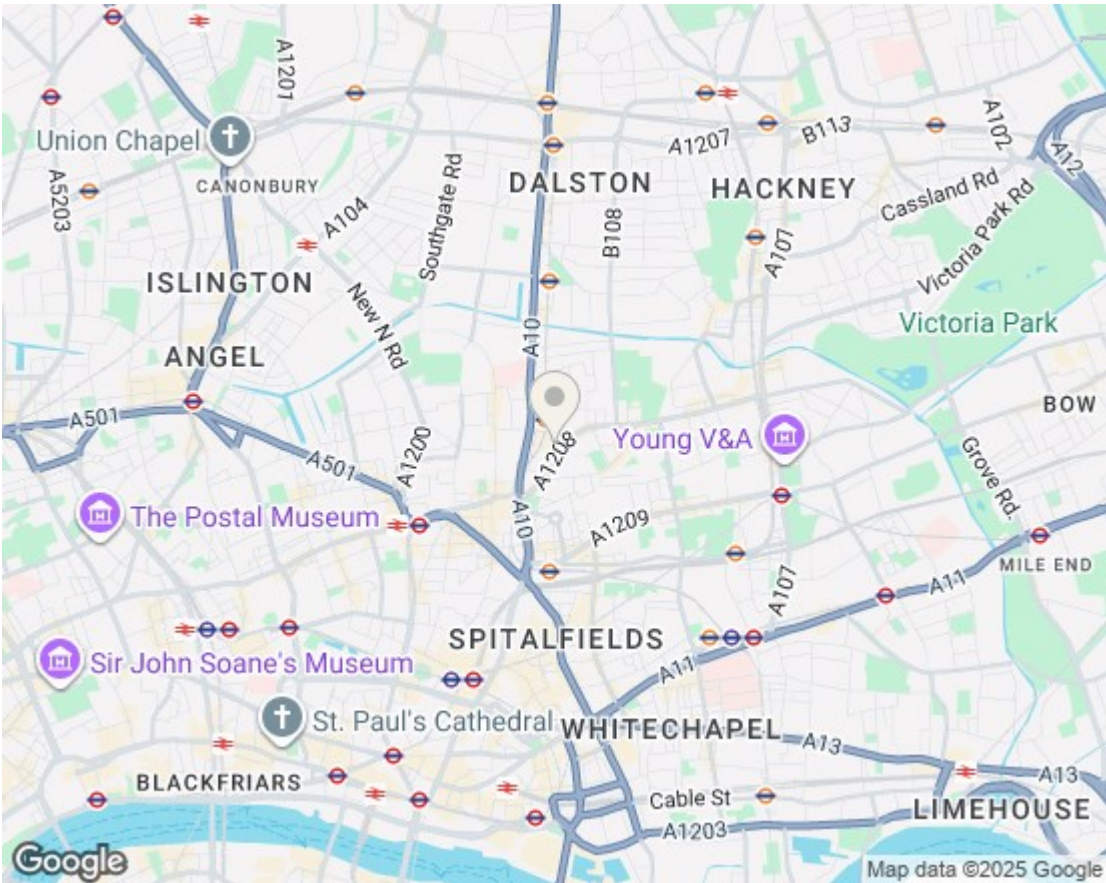 A1201
Union Chapel
A5203
CANONBURY
A104
Southgate Rd
DALSTON
B108
A1207
B113
A102
A12
HACKNEY
Cassland Rd
Victoria Park Rd
A107
ISLINGTON
New N Rd
A10
Victoria Park
ANGEL
A501
A501
A1200
A1208
Young V&A
BOW
Grove Rd.
The Postal Museum
A10
A1209
MILE END
A107
A11
SPITALFIELDS
Sir John Soane's Museum
A11
St. Paul's Cathedral
WHITECHAPEL
A13
BLACKFRIARS
A13
Cable St
LIMEHOUSE
A1203
Google
Map data ©2025 Google